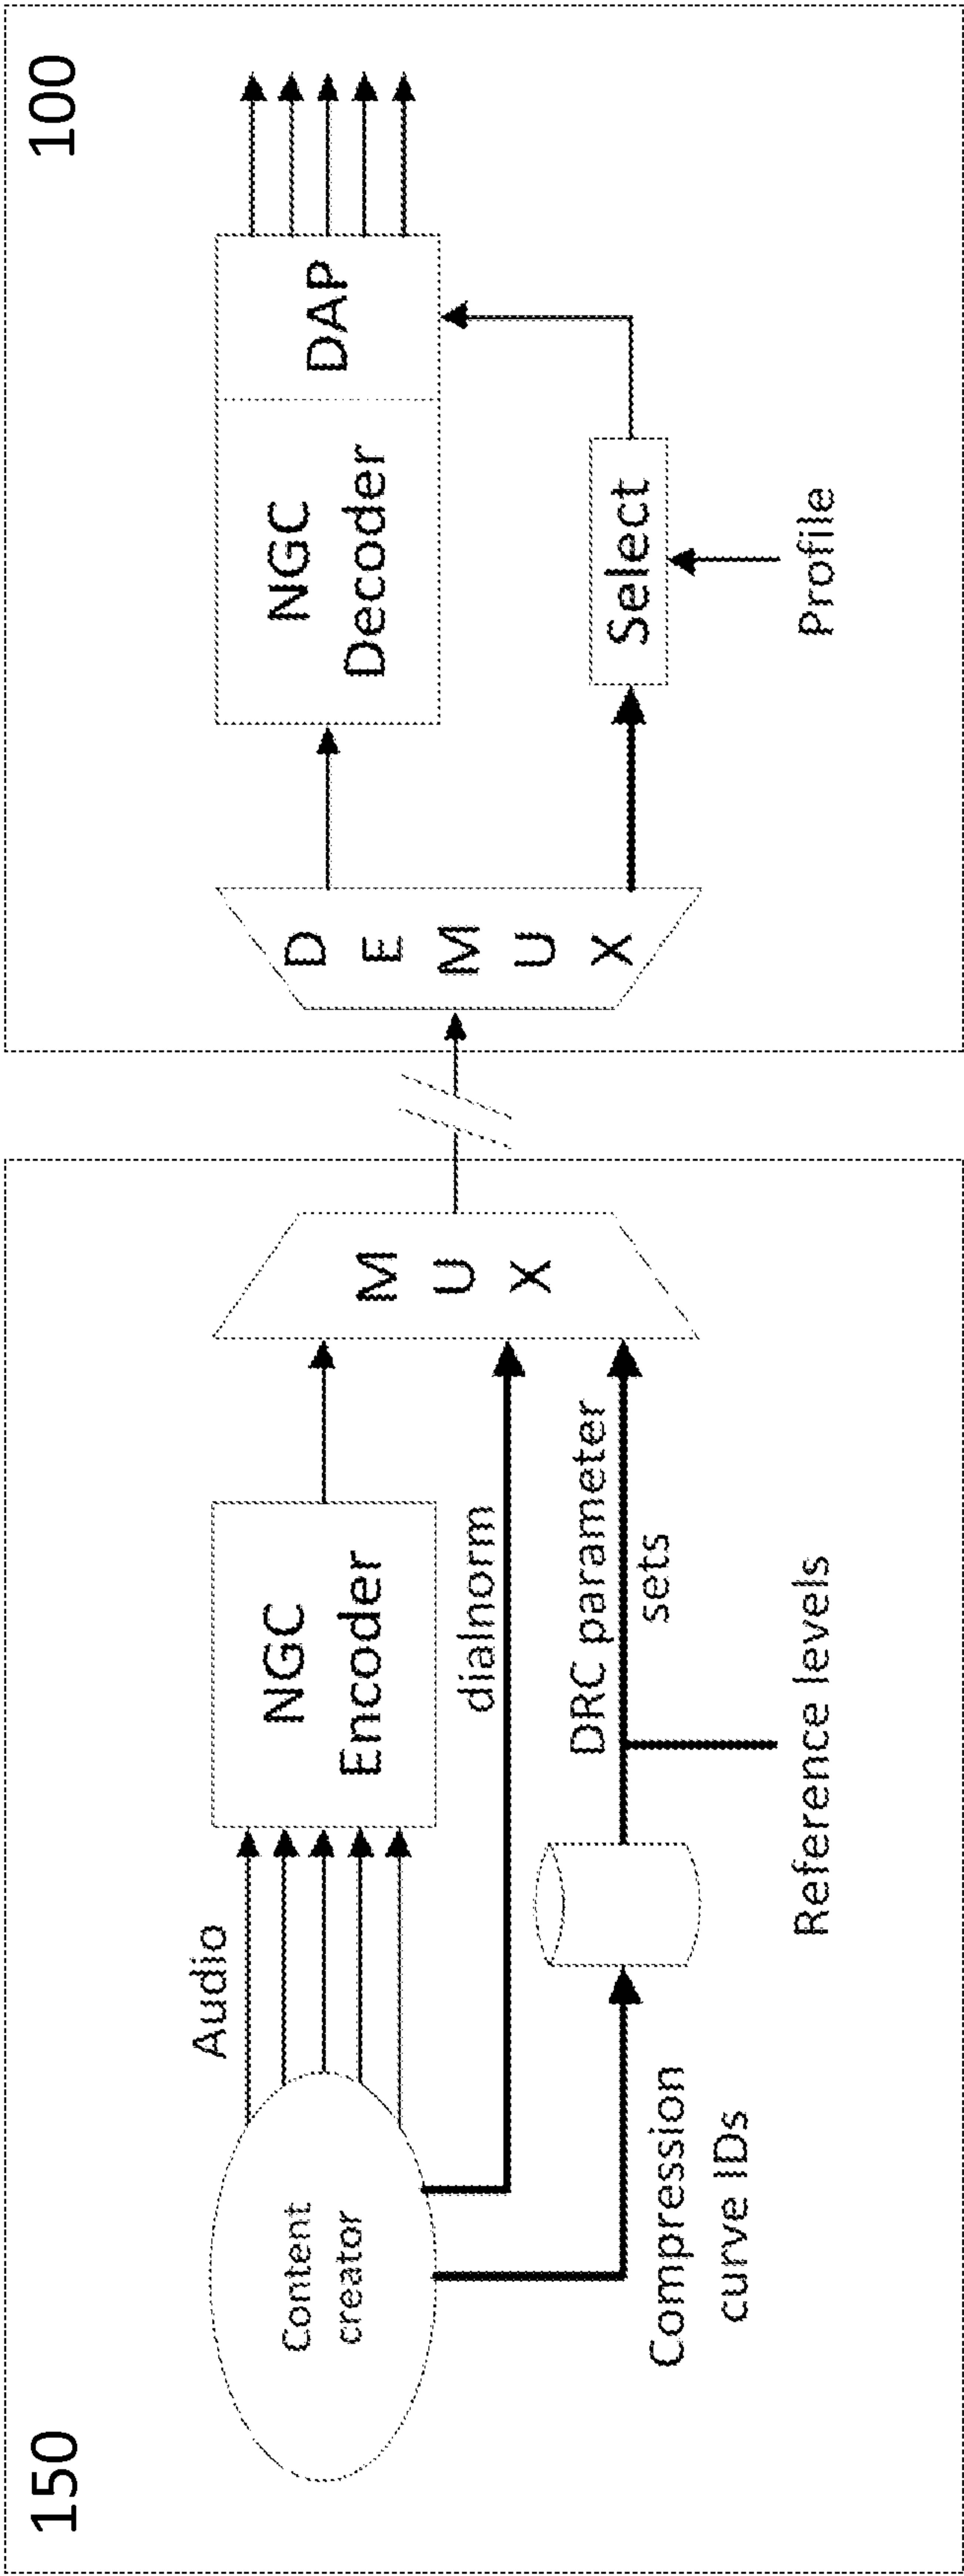 150
Content
creator
Audio
NGC
Encoder
dialnorm
DRC parameter
sets
Compression
curve IDs
Reference levels
M
U
X
100
D
E
M
U
X
NGC
Decoder
DAP
Select
Profile